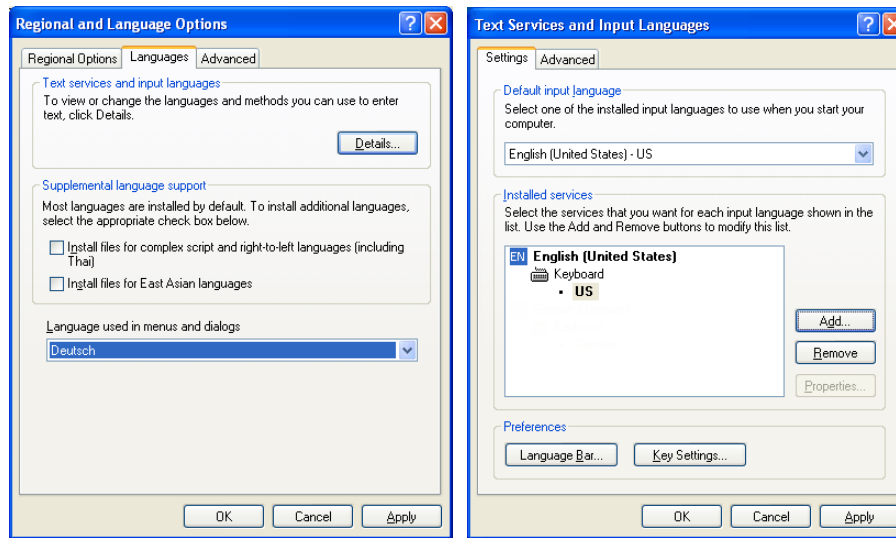 Regional and Language Options
Regional Options Languages Advanced
Text services and input languages
To view or change the languages and methods you can use to enter
text, click Details.
Details...
Supplemental language support
Most languages are installed by default. To install additional languages,
select the appropriate check box below.
Install files for complex script and right-to-left languages (including
Thai)
Install files for East Asian languages
Language used in menus and dialogs
Deutsch
OK Cancel Apply
Text Services and Input Languages
Settings Advanced
Default input language
Select one of the installed input languages to use when you start your
computer.
English (United States) - US
Installed services
Select the services that you want for each input language shown in the
list. Use the Add and Remove buttons to modify this list.
EN English (United States)
Keyboard
• US
Add...
Remove
Properties...
Preferences
Language Bar... Key Settings...
OK Cancel Apply